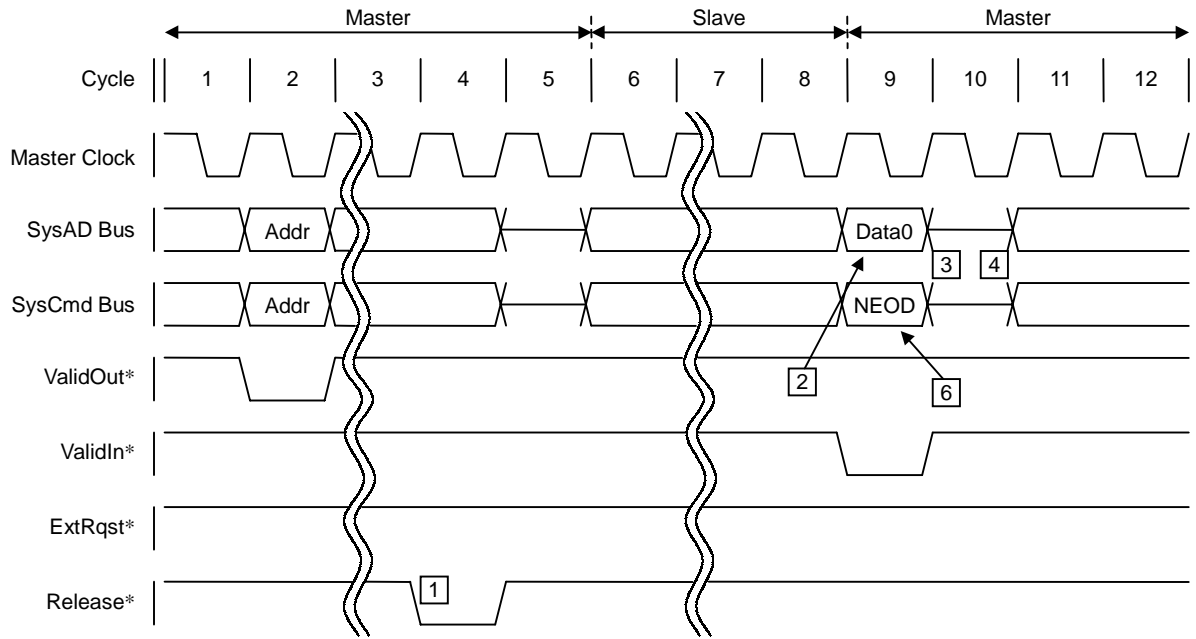 Master Slave Master
Cycle 1 2 3 4 5 6 7 8 9 10 11 12
Master Clock
SysAD Bus Addr Data0
3 4
SysCmd Bus Addr NEOD
ValidOut* 2 6
ValidIn*
ExtRqst*
Release* 1